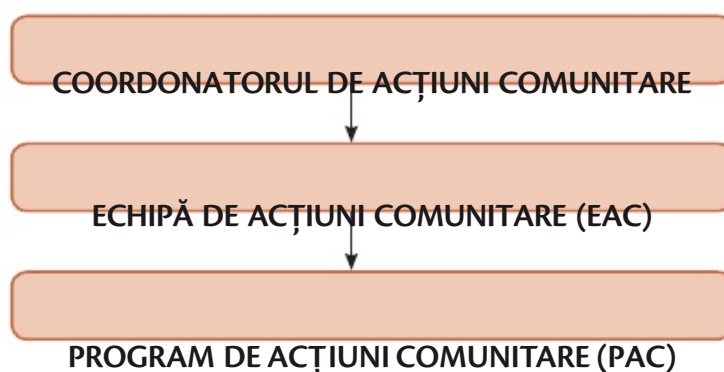 COORDONATORUL DE ACȚIUNI COMUNITARE
ECHIPĂ DE ACȚIUNI COMUNITARE (EAC)
PROGRAM DE ACȚIUNI COMUNITARE (PAC)